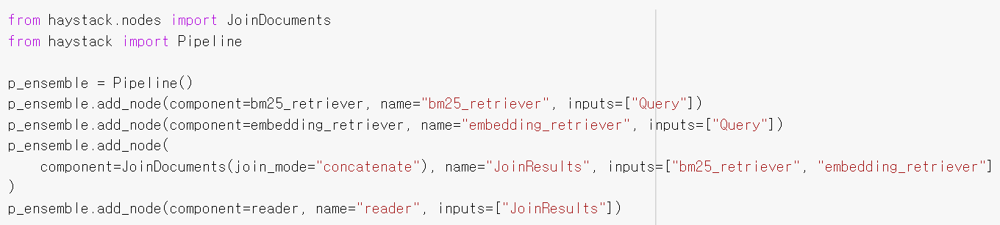 from haystack.nodes import JoinDocuments
from haystack import Pipeline

p_ensemble = Pipeline()
p_ensemble.add_node(component=bm25_retriever, name="bm25_retriever", inputs=["Query"])
p_ensemble.add_node(component=embedding_retriever, name="embedding_retriever", inputs=["Query"])
p_ensemble.add_node(
    component=JoinDocuments(join_mode="concatenate"), name="JoinResults", inputs=["bm25_retriever", "embedding_retriever"]
)
p_ensemble.add_node(component=reader, name="reader", inputs=["JoinResults"])